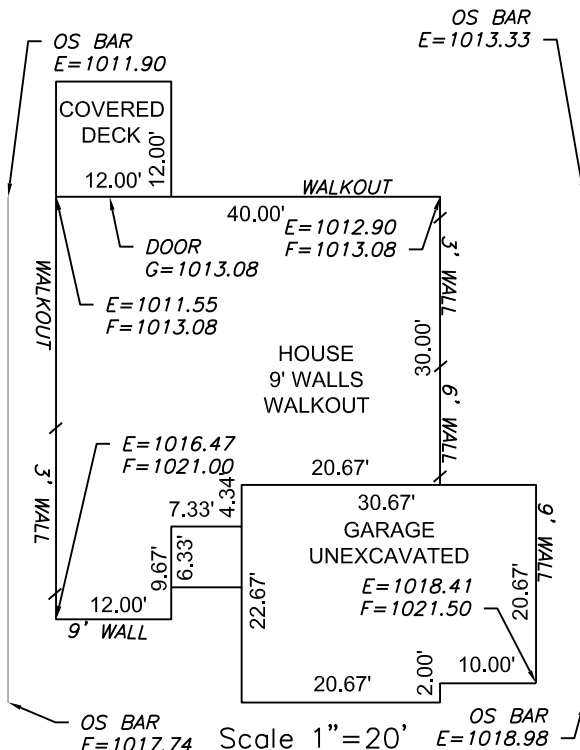 OS BAR
E=1011.90
OS BAR
E=1013.33
COVERED
DECK
12.00'
12.00'
WALKOUT
40.00'
DOOR
G=1013.08
E=1012.90
F=1013.08
E=1011.55
F=1013.08
WALKOUT
3' WALL
30.00'
HOUSE
9' WALLS
WALKOUT
6' WALL
E=1016.47
F=1021.00
3' WALL
20.67'
4.34'
7.33'
30.67'
GARAGE
UNEXCAVATED
9' WALL
9.67'
6.33'
22.67'
E=1018.41
F=1021.50
20.67'
12.00'
9' WALL
10.00'
2.00'
20.67'
OS BAR
E=1017.74
Scale 1"=20'
OS BAR
E=1018.98